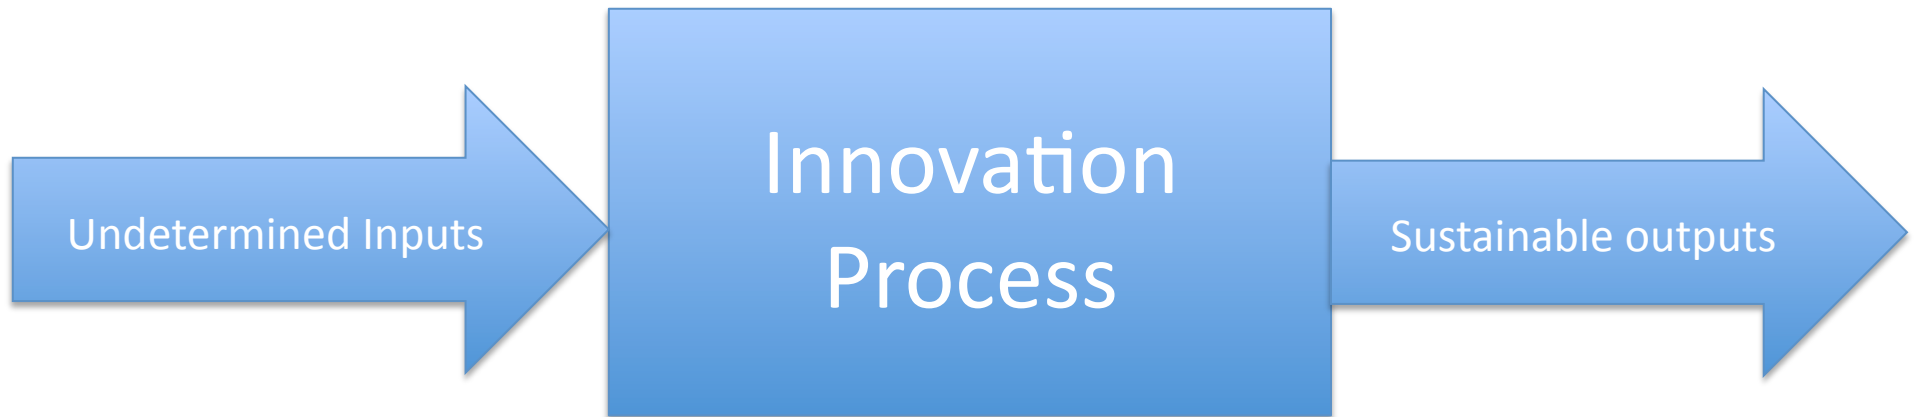 Undetermined Inputs
Innovation
Process
Sustainable outputs